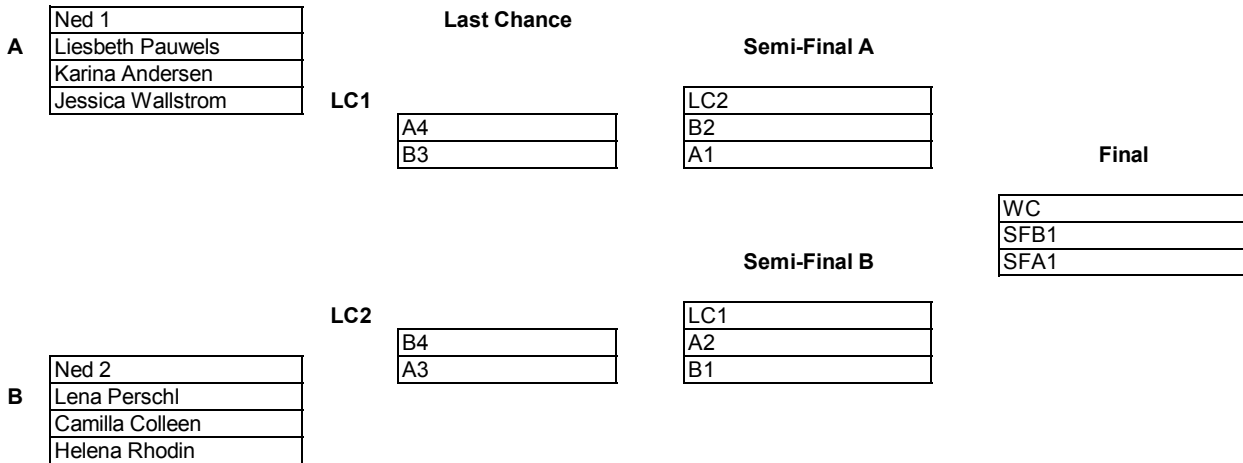 Ned 1
A Liesbeth Pauwels
Karina Andersen
Jessica Wallstrom
Last Chance
LC1
A4
B3
Semi-Final A
LC2
B2
A1
Final
WC
SFB1
SFA1
Semi-Final B
LC2
B4
A3
LC1
A2
B1
Ned 2
B Lena Perschl
Camilla Colleen
Helena Rhodin